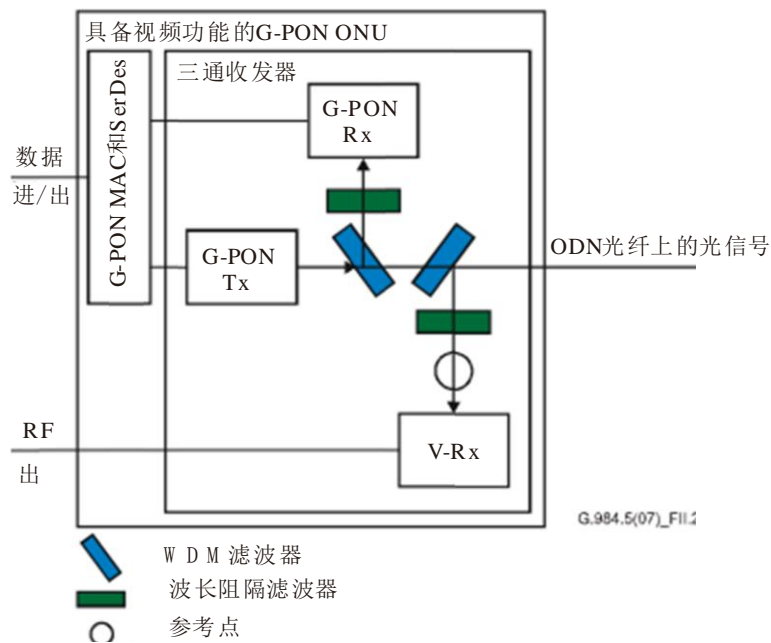 具备视频功能的G-PON ONU
三通收发器
G-PON MAC和SerDes
G-PON
Rx
数据
进/出
G-PON
Tx
ODN光纤上的光信号
RF
出
V-Rx
G.984.5(07)_FII.2
WDM滤波器
波长阻隔滤波器
参考点